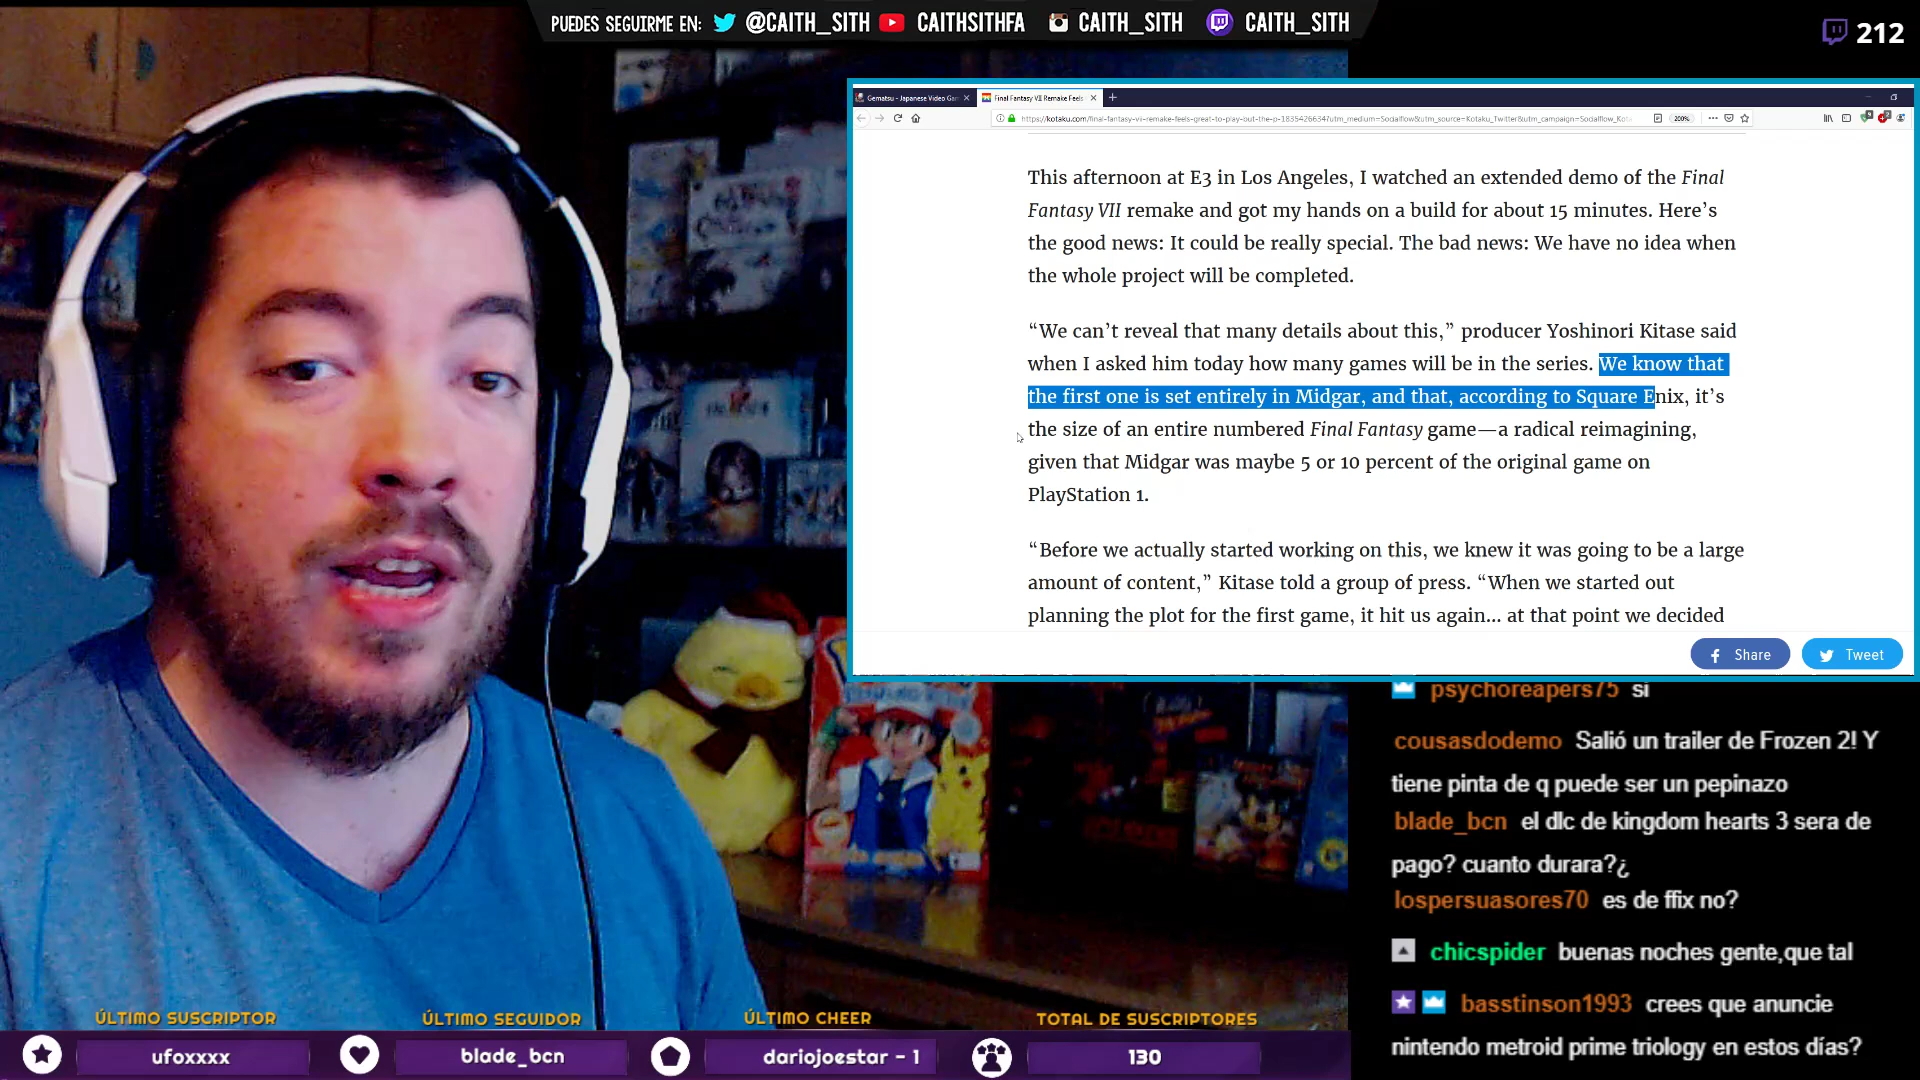 PUEDES SEGUIRME EN: @CAITH_SITH CAITHSITHFA CAITH_SITH CAITH_SITH
212
Gematsu - Japanese Video Gam
Final Fantasy VII Remake Feels
200%
This afternoon at E3 in Los Angeles, I watched an extended demo of the Final
Fantasy VII remake and got my hands on a build for about 15 minutes. Here’s
the good news: It could be really special. The bad news: We have no idea when
the whole project will be completed.
“We can’t reveal that many details about this,” producer Yoshinori Kitase said
when I asked him today how many games will be in the series. We know that
the first one is set entirely in Midgar, and that, according to Square Enix, it’s
the size of an entire numbered Final Fantasy game—a radical reimagining,
given that Midgar was maybe 5 or 10 percent of the original game on
PlayStation 1.
“Before we actually started working on this, we knew it was going to be a large
amount of content,” Kitase told a group of press. “When we started out
planning the plot for the first game, it hit us again... at that point we decided
Share
Tweet
psychoreapers75 si
cousasdodemo Salió un trailer de Frozen 2! Y
tiene pinta de q puede ser un pepinazo
blade_bcn el dlc de kingdom hearts 3 sera de
pago? cuanto durara?¿
lospersuasores70 es de ffix no?
chicspider buenas noches gente,que tal
basstinson1993 crees que anuncie
nintendo metroid prime triology en estos días?
ÚLTIMO SUSCRIPTOR
ÚLTIMO SEGUIDOR
ÚLTIMO CHEER
TOTAL DE SUSCRIPTORES
ufoxxxx
blade_bcn
dariojoestar - 1
130